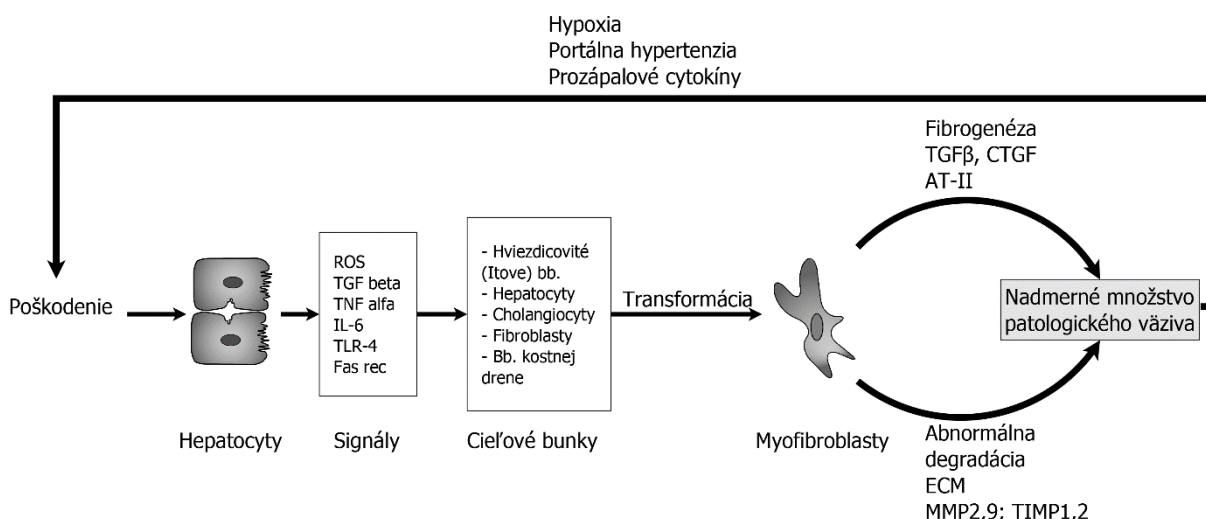 Hypoxia
Portálna hypertenzia
Prozápalové cytokíny
Fibrogenéza
TGFβ, CTGF
AT-II
Poškodenie
ROS
TGF beta
TNF alfa
IL-6
TLR-4
Fas rec
- Hviezdicovité
(Itove) bb.
- Hepatocyty
- Cholangiocyty
- Fibroblasty
- Bb. kostnej
drene
Transformácia
Nadmerné množstvo
patologického väziva
Hepatocyty
Signály
Cieľové bunky
Myofibroblasty
Abnormálna
degradácia
ECM
MMP2,9; TIMP1,2